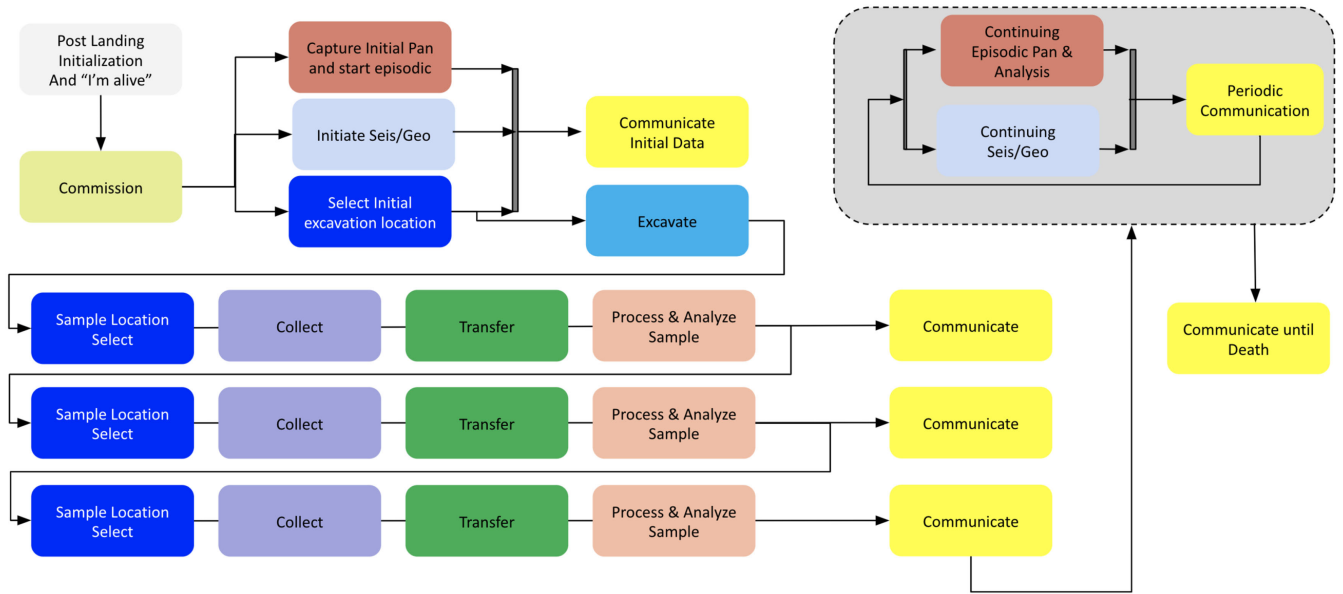 Post Landing
Initialization
And “I’m alive”
Commission
Capture Initial Pan
and start episodic
Initiate Seis/Geo
Select Initial
excavation location
Communicate
Initial Data
Excavate
Continuing
Episodic Pan &
Analysis
Continuing
Seis/Geo
Periodic
Communication
Sample Location
Select
Collect
Transfer
Process & Analyze
Sample
Communicate
Communicate until
Death
Sample Location
Select
Collect
Transfer
Process & Analyze
Sample
Communicate
Sample Location
Select
Collect
Transfer
Process & Analyze
Sample
Communicate